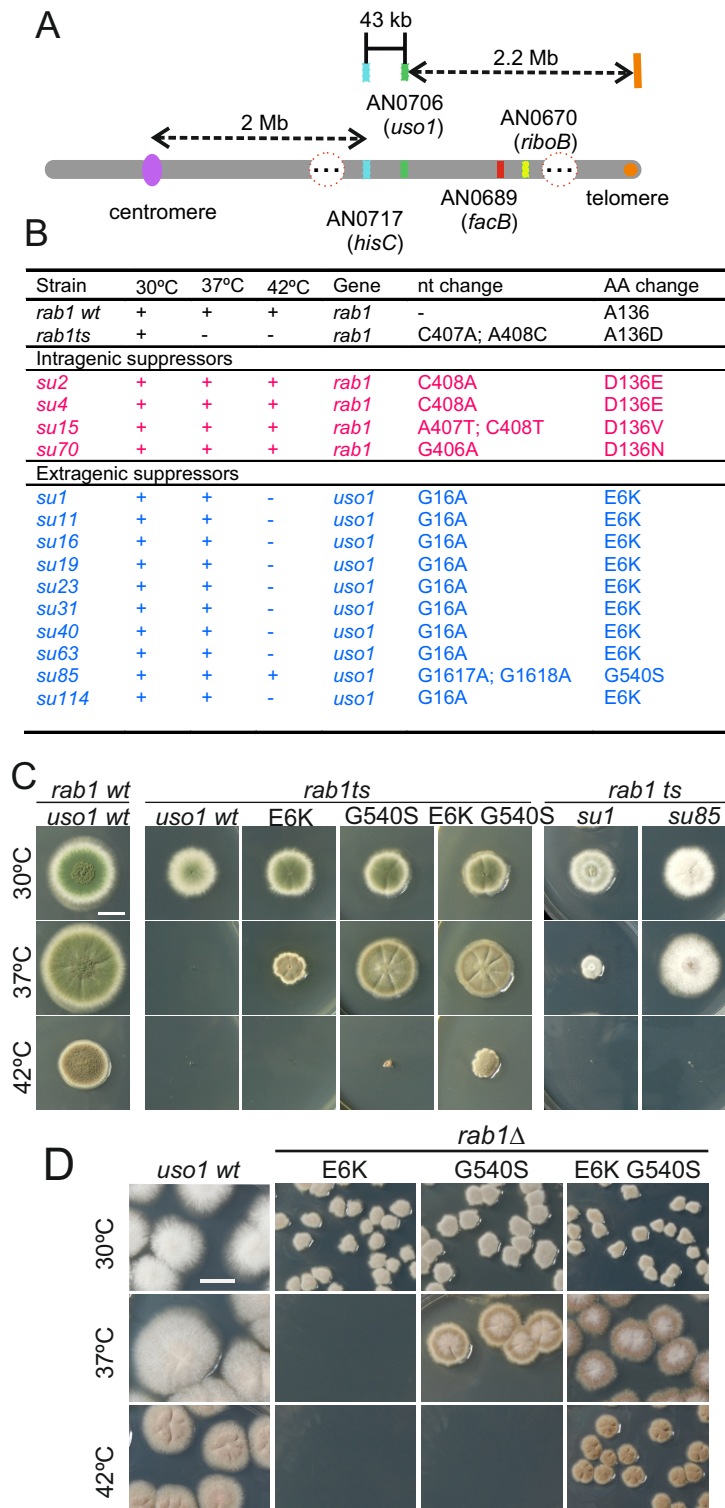 A
43 kb
2.2 Mb
AN0706
(uso1)
AN0670
(riboB)
2 Mb
...
...
centromere
AN0717
(hisC)
AN0689
(facB)
telomere
B
Strain 30ºC 37ºC 42ºC Gene nt change AA change
rab1 wt + + + rab1 - A136
rab1ts + - - rab1 C407A; A408C A136D
Intragenic suppressors
su2 + + + rab1 C408A D136E
su4 + + + rab1 C408A D136E
su15 + + + rab1 A407T; C408T D136V
su70 + + + rab1 G406A D136N
Extragenic suppressors
su1 + + - uso1 G16A E6K
su11 + + - uso1 G16A E6K
su16 + + - uso1 G16A E6K
su19 + + - uso1 G16A E6K
su23 + + - uso1 G16A E6K
su31 + + - uso1 G16A E6K
su40 + + - uso1 G16A E6K
su63 + + - uso1 G16A E6K
su85 + + + uso1 G1617A; G1618A G540S
su114 + + - uso1 G16A E6K
C
rab1 wt rab1ts rab1 ts
uso1 wt uso1 wt E6K G540S E6K G540S su1 su85
30ºC
37ºC
42ºC
D
rab1Δ
uso1 wt E6K G540S E6K G540S
30ºC
37ºC
42ºC